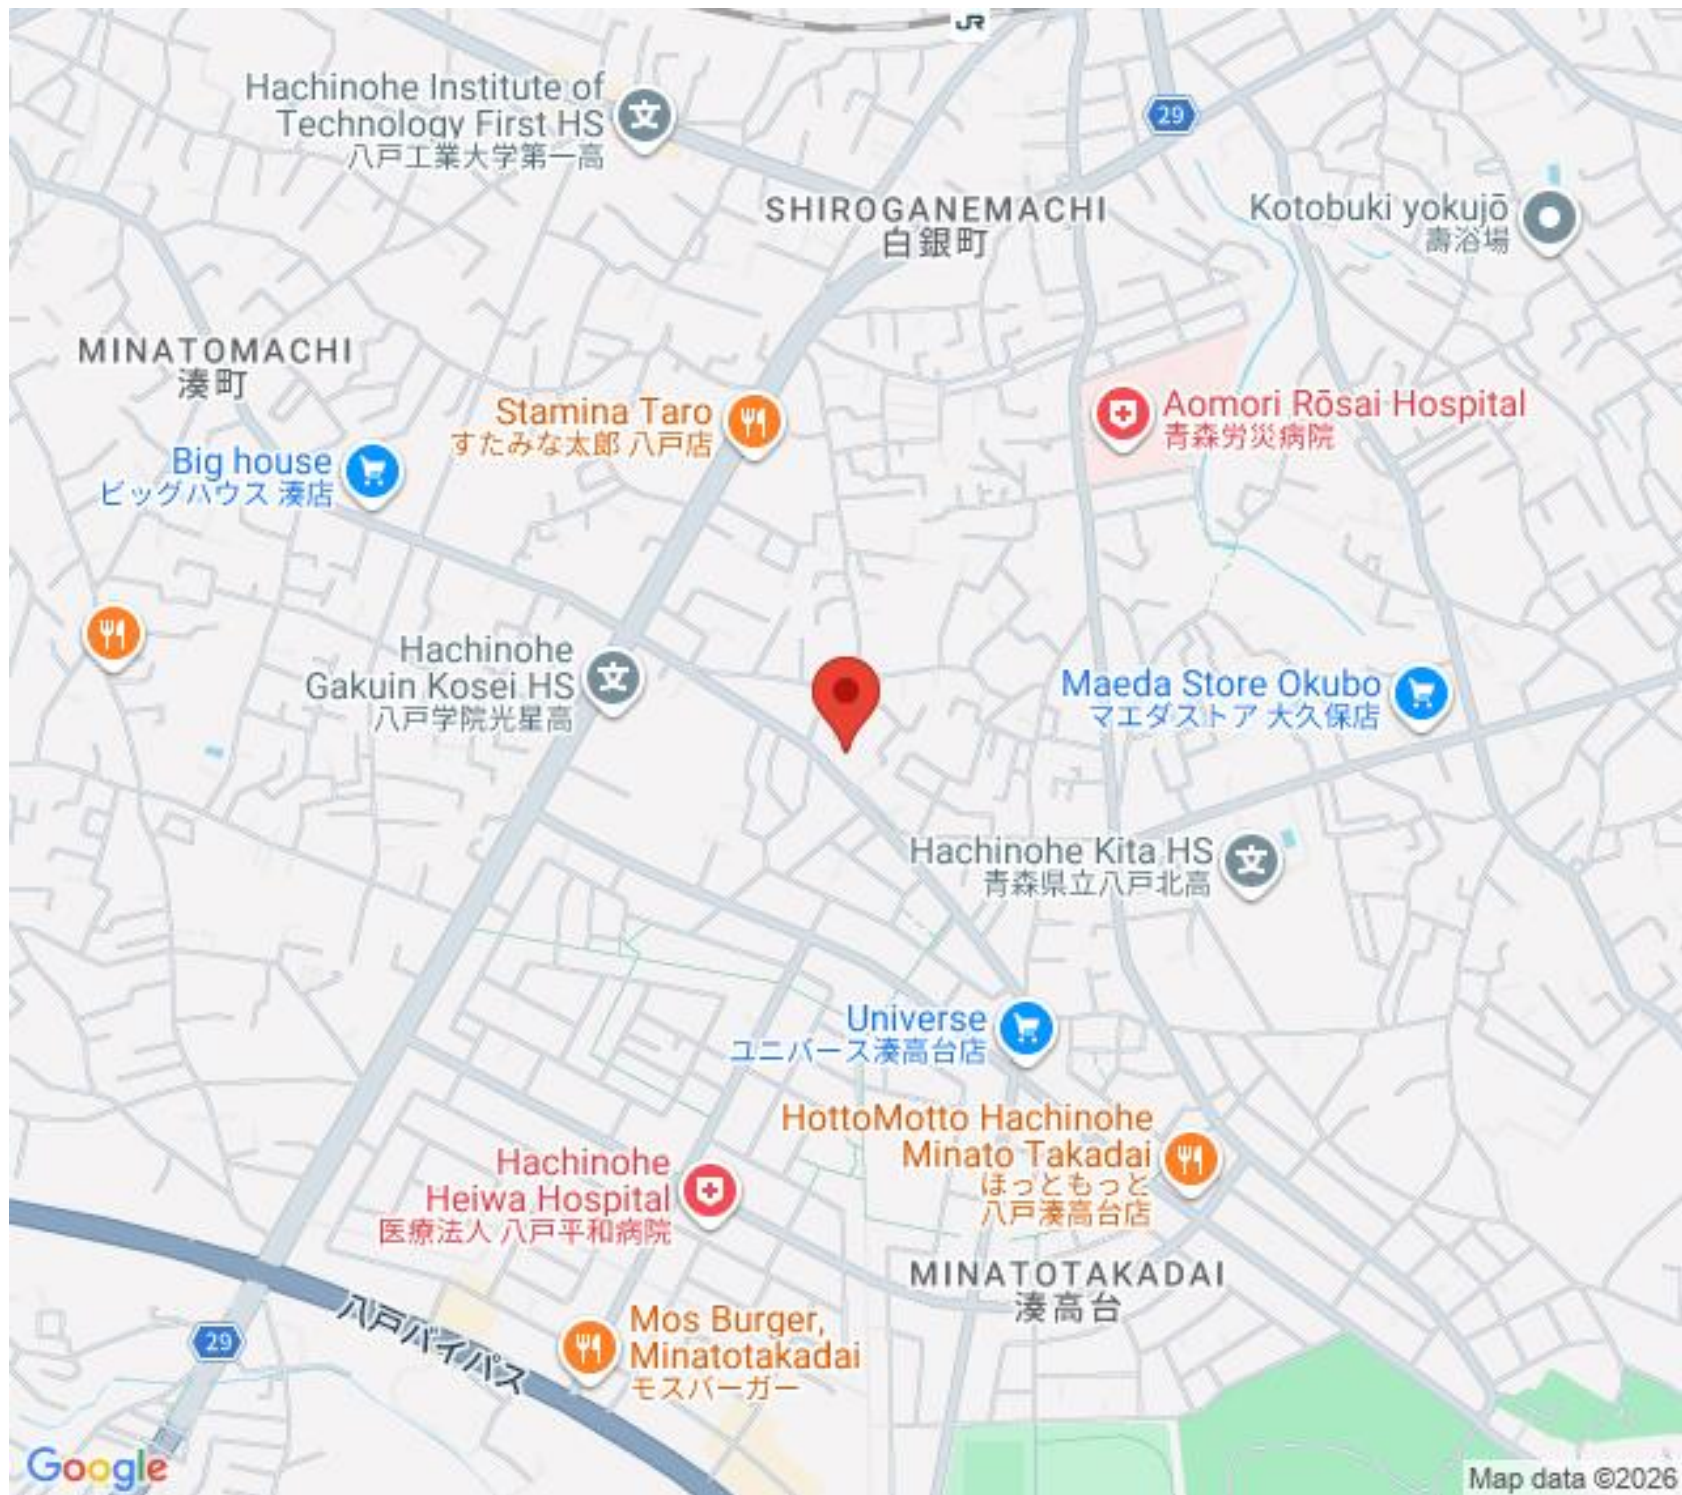 JR
Hachinohe Institute of
Technology First HS
八戸工業大学第一高
29
SHIROGANEMACHI
白銀町
Kotobuki yokujō
壽浴場
MINATOMACHI
湊町
Stamina Taro
すたみな太郎 八戸店
Aomori Rōsai Hospital
青森労災病院
Big house
ビッグハウス 湊店
Hachinohe
Gakuin Kosei HS
八戸学院光星高
Maeda Store Okubo
マエダストア 大久保店
Hachinohe Kita HS
青森県立八戸北高
Universe
ユニバース湊高台店
HottoMotto Hachinohe
Minato Takadai
ほっともっと
八戸湊高台店
Hachinohe
Heiwa Hospital
医療法人 八戸平和病院
MINATOTAKADAI
湊高台
八戸バイパス
29
Mos Burger,
Minatotakadai
モスバーガー
Google
Map data ©2026